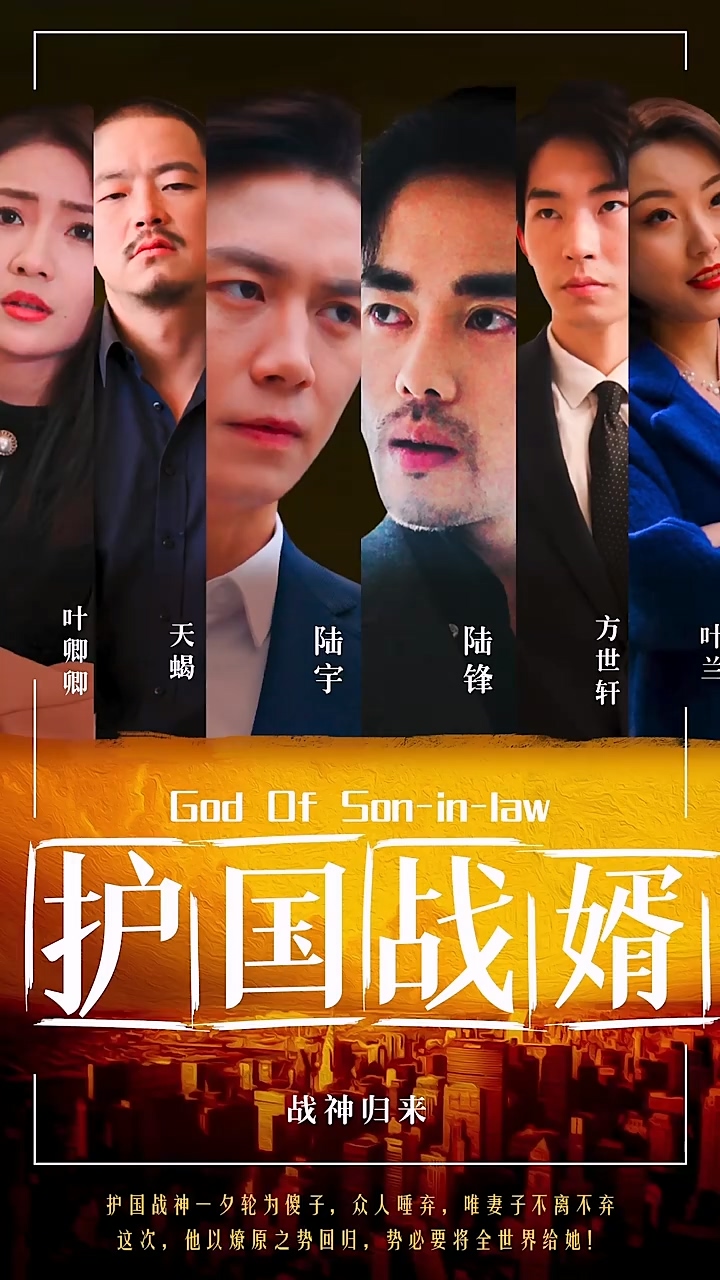 叶卿卿
天蝎
陆宇
陆锋
方世轩
叶兰
God Of Son-in-law
护国战婿
战神归来
护国战神一夕轮为傻子，众人唾弃，唯妻子不离不弃
这次，他以燎原之势回归，势必要将全世界给她！